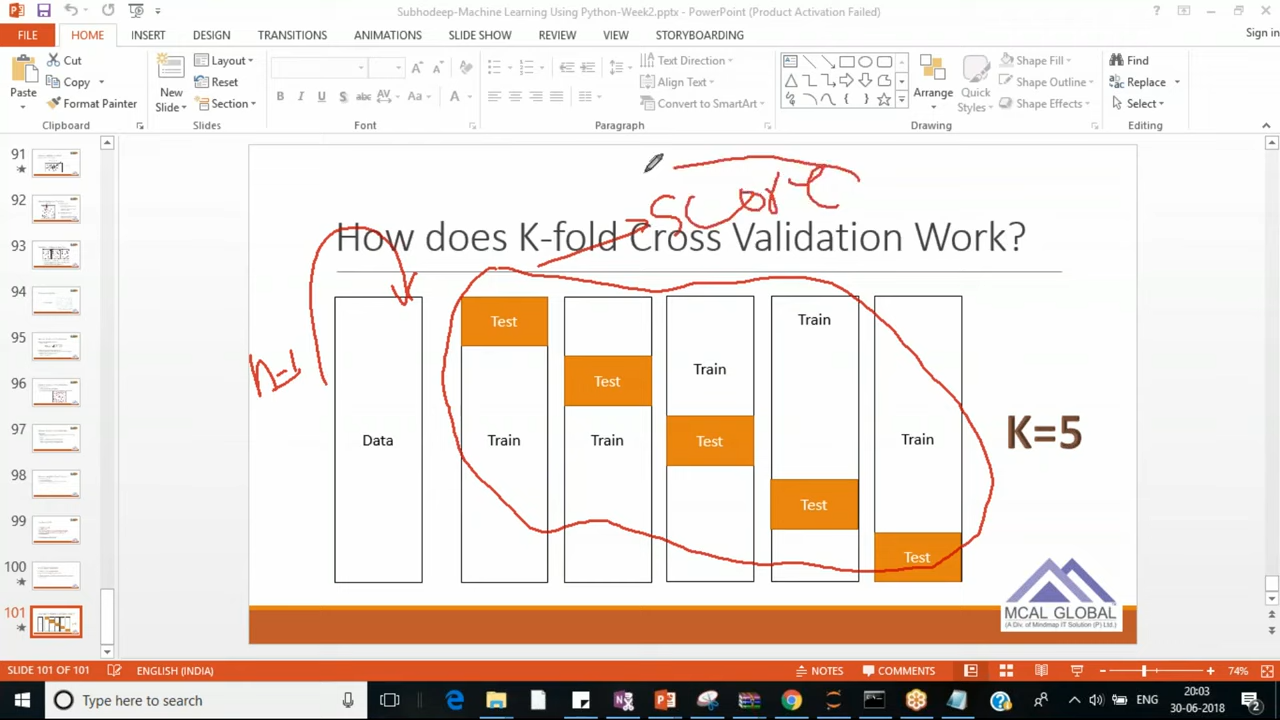 Subhodeep-Machine Learning Using Python-Week2.pptx - PowerPoint (Product Activation Failed)
FILE HOME INSERT DESIGN TRANSITIONS ANIMATIONS SLIDE SHOW REVIEW VIEW STORYBOARDING Sign in
Paste
Cut
Copy
Format Painter
Clipboard
New Slide
Layout
Reset
Section
Slides
B I U S abc AV Aa A
Font
Text Direction
Align Text
Convert to SmartArt
Paragraph
Arrange
Quick Styles
Shape Fill
Shape Outline
Shape Effects
Drawing
Find
Replace
Select
Editing
91
92
93
94
95
96
97
98
99
100
101
score
How does K-fold Cross Validation Work?
n=1
Data
Test
Train
Test
Train
Train
Test
Train
Test
Train
Test
K=5
MCAL GLOBAL
(A Div. of Mindmap IT Solution (P) Ltd.)
SLIDE 101 OF 101 ENGLISH (INDIA) NOTES COMMENTS 74%
Type here to search
ENG
20:03
30-06-2018
2